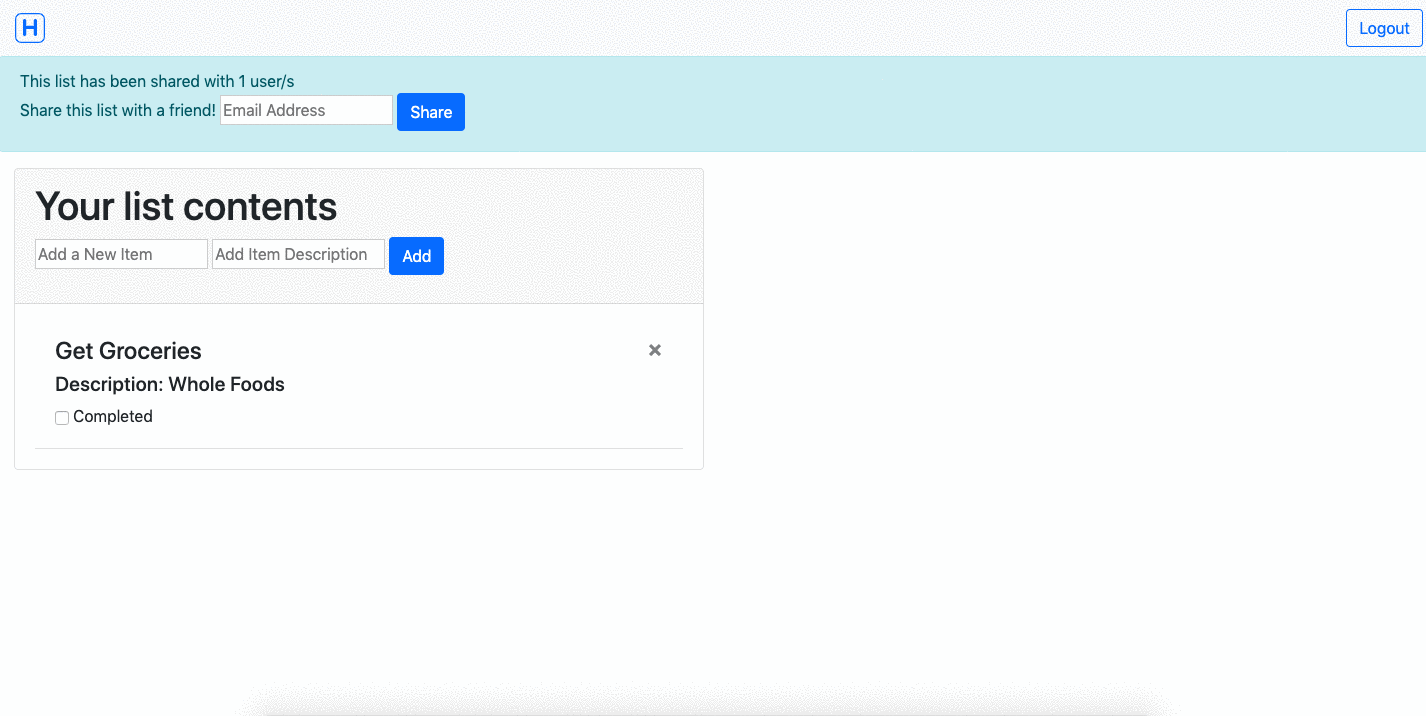 H
Logout
This list has been shared with 1 user/s
Share this list with a friend! Email Address Share
Your list contents
Add a New Item Add Item Description Add
Get Groceries ×
Description: Whole Foods
Completed